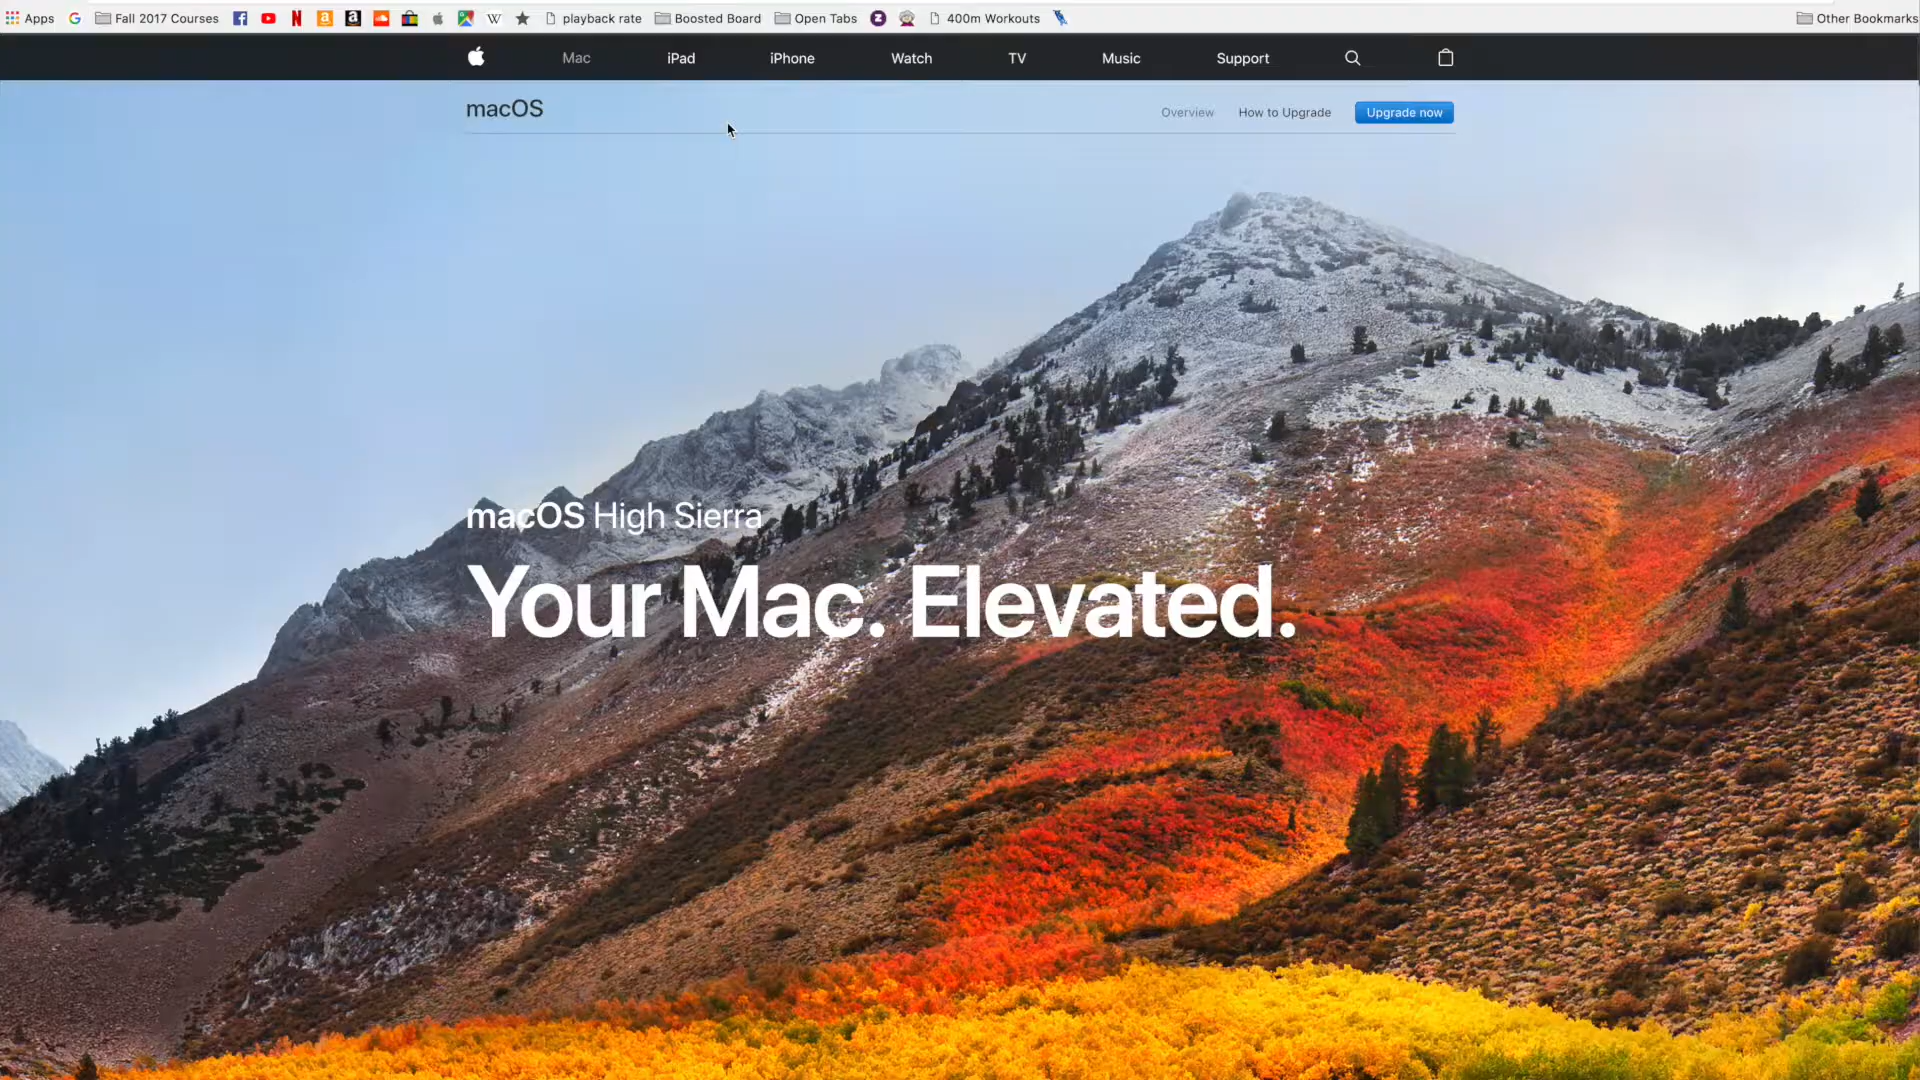 Apps Fall 2017 Courses playback rate Boosted Board Open Tabs 400m Workouts Other Bookmarks
Mac iPad iPhone Watch TV Music Support
macOS Overview How to Upgrade Upgrade now
macOS High Sierra
Your Mac. Elevated.